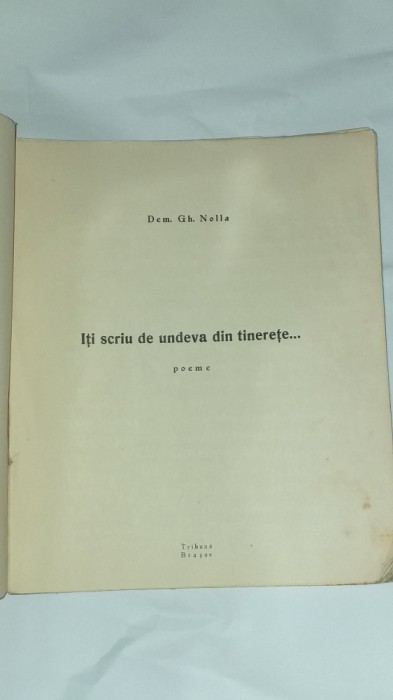 Dem. Gh. Nolla
Iți scriu de undeva din tinerețe...
poeme
Tribuna
Brașov